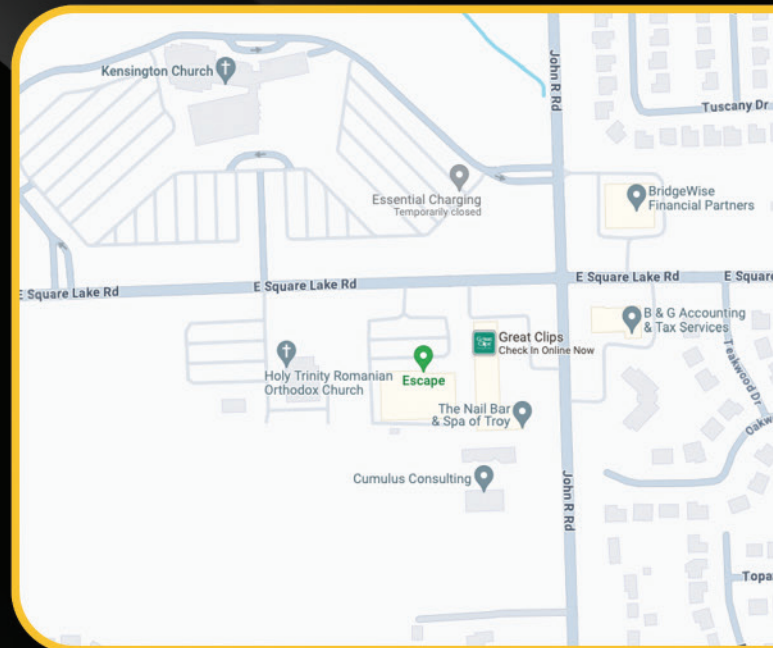 John R Rd
Kensington Church
Tuscany Dr
Essential Charging
Temporarily closed
BridgeWise
Financial Partners
E Square Lake Rd
E Square Lake Rd
E Square Lake Rd
E Square
B & G Accounting
& Tax Services
Great Clips
Check In Online Now
Teakwood Dr
Holy Trinity Romanian
Orthodox Church
Escape
The Nail Bar
& Spa of Troy
Oakw
Cumulus Consulting
John R Rd
Topa